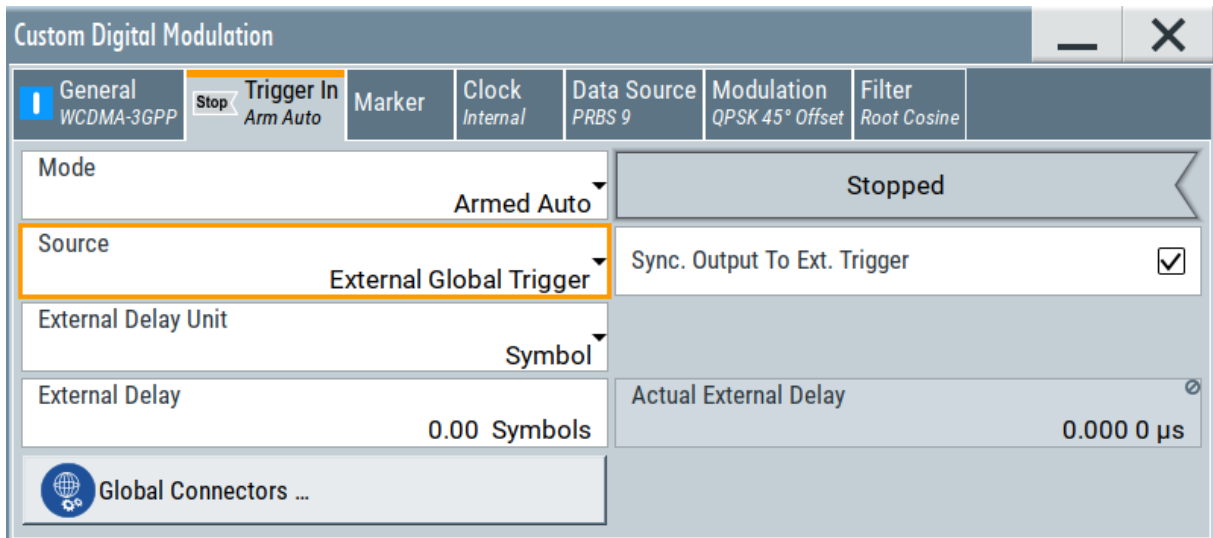 Custom Digital Modulation
General
WCDMA-3GPP
Stop
Trigger In
Arm Auto
Marker
Clock
Internal
Data Source
PRBS 9
Modulation
QPSK 45° Offset
Filter
Root Cosine
Mode
Armed Auto
Stopped
Source
External Global Trigger
Sync. Output To Ext. Trigger
External Delay Unit
Symbol
External Delay
0.00 Symbols
Actual External Delay
0.000 0 µs
Global Connectors ...